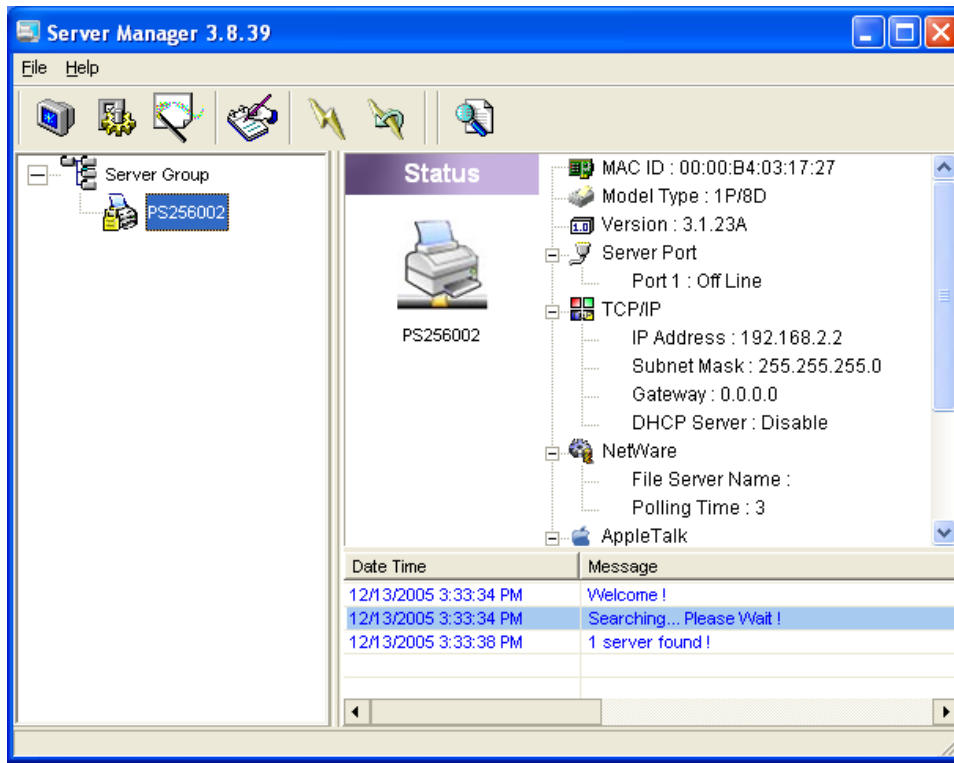 Server Manager 3.8.39
File Help
Server Group
PS256002
Status
PS256002
MAC ID : 00:00:B4:03:17:27
Model Type : 1P/8D
1.0 Version : 3.1.23A
Server Port
Port 1 : Off Line
TCP/IP
IP Address : 192.168.2.2
Subnet Mask : 255.255.255.0
Gateway : 0.0.0.0
DHCP Server : Disable
NetWare
File Server Name :
Polling Time : 3
AppleTalk
Date Time Message
12/13/2005 3:33:34 PM Welcome !
12/13/2005 3:33:34 PM Searching... Please Wait !
12/13/2005 3:33:38 PM 1 server found !